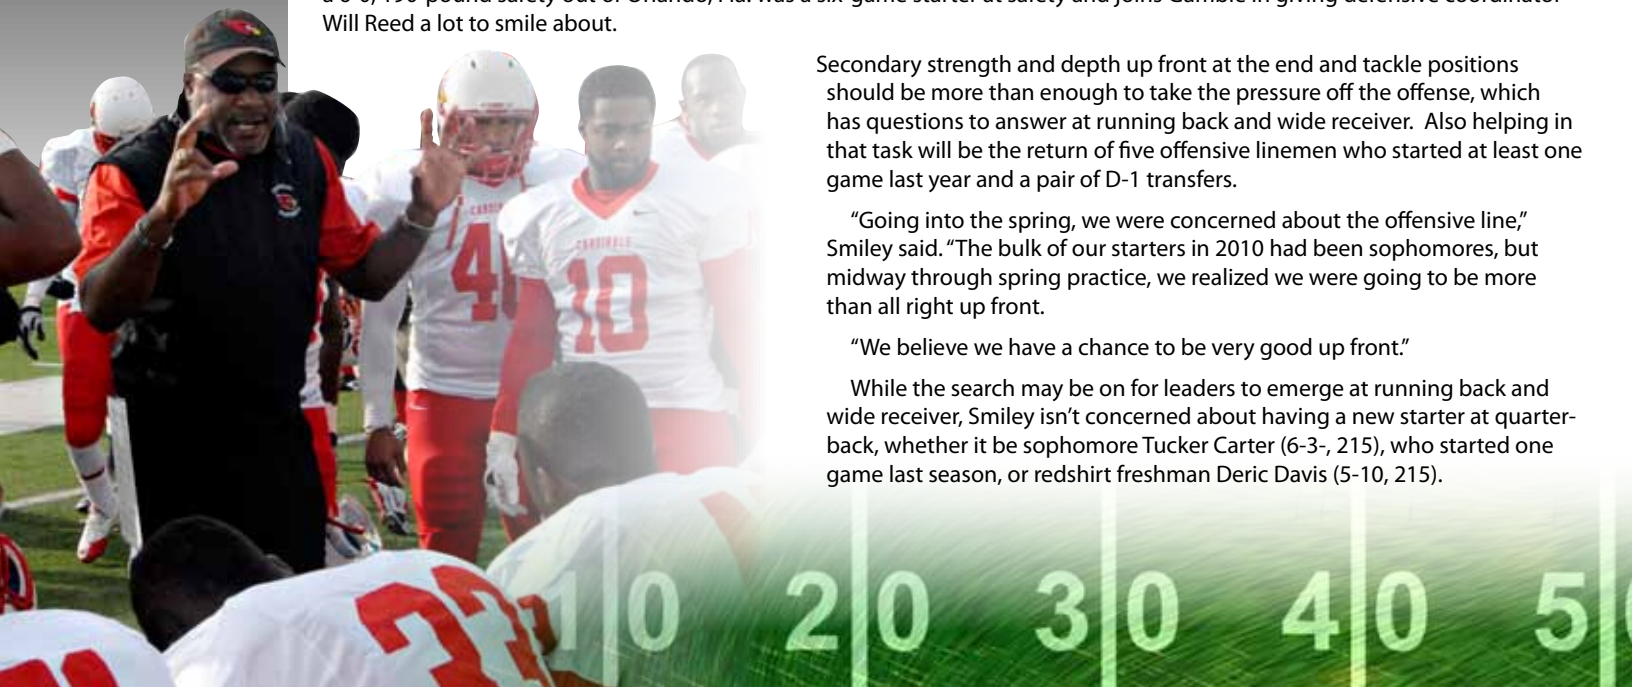 Will Reed a lot to smile about.
Secondary strength and depth up front at the end and tackle positions
should be more than enough to take the pressure off the offense, which
has questions to answer at running back and wide receiver.  Also helping in
that task will be the return of five offensive linemen who started at least one
game last year and a pair of D-1 transfers.
“Going into the spring, we were concerned about the offensive line,”
Smiley said. “The bulk of our starters in 2010 had been sophomores, but
midway through spring practice, we realized we were going to be more
than all right up front.
“We believe we have a chance to be very good up front.”
While the search may be on for leaders to emerge at running back and
wide receiver, Smiley isn’t concerned about having a new starter at quarter-
back, whether it be sophomore Tucker Carter (6-3-, 215), who started one
game last season, or redshirt freshman Deric Davis (5-10, 215).
CARDINALS
10
33
10 20 30 40 5